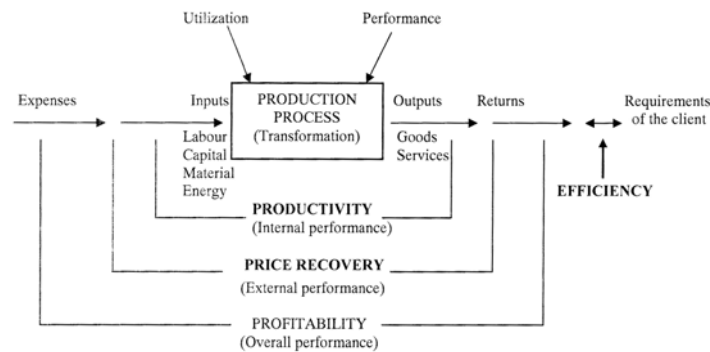 Utilization
Performance
Expenses
Inputs
PRODUCTION
PROCESS
(Transformation)
Outputs
Returns
Requirements
of the client
Labour
Capital
Material
Energy
Goods
Services
EFFICIENCY
PRODUCTIVITY
(Internal performance)
PRICE RECOVERY
(External performance)
PROFITABILITY
(Overall performance)